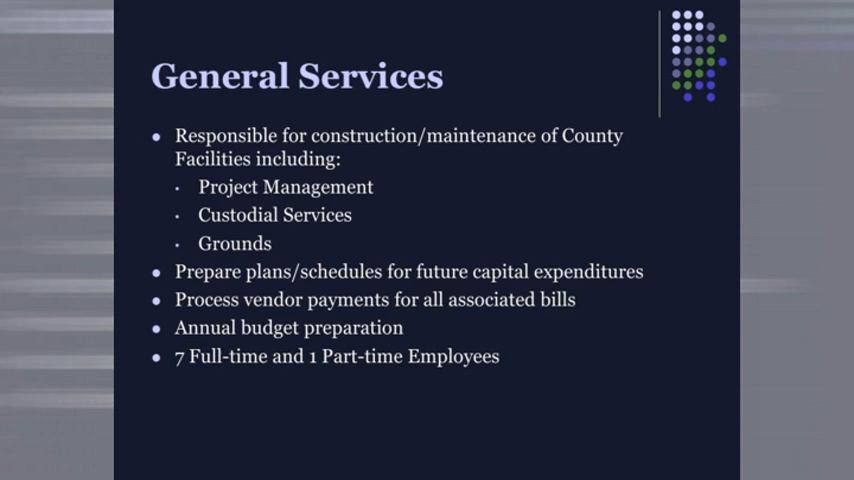 General Services
● Responsible for construction/maintenance of County
Facilities including:
• Project Management
• Custodial Services
• Grounds
● Prepare plans/schedules for future capital expenditures
● Process vendor payments for all associated bills
● Annual budget preparation
● 7 Full-time and 1 Part-time Employees